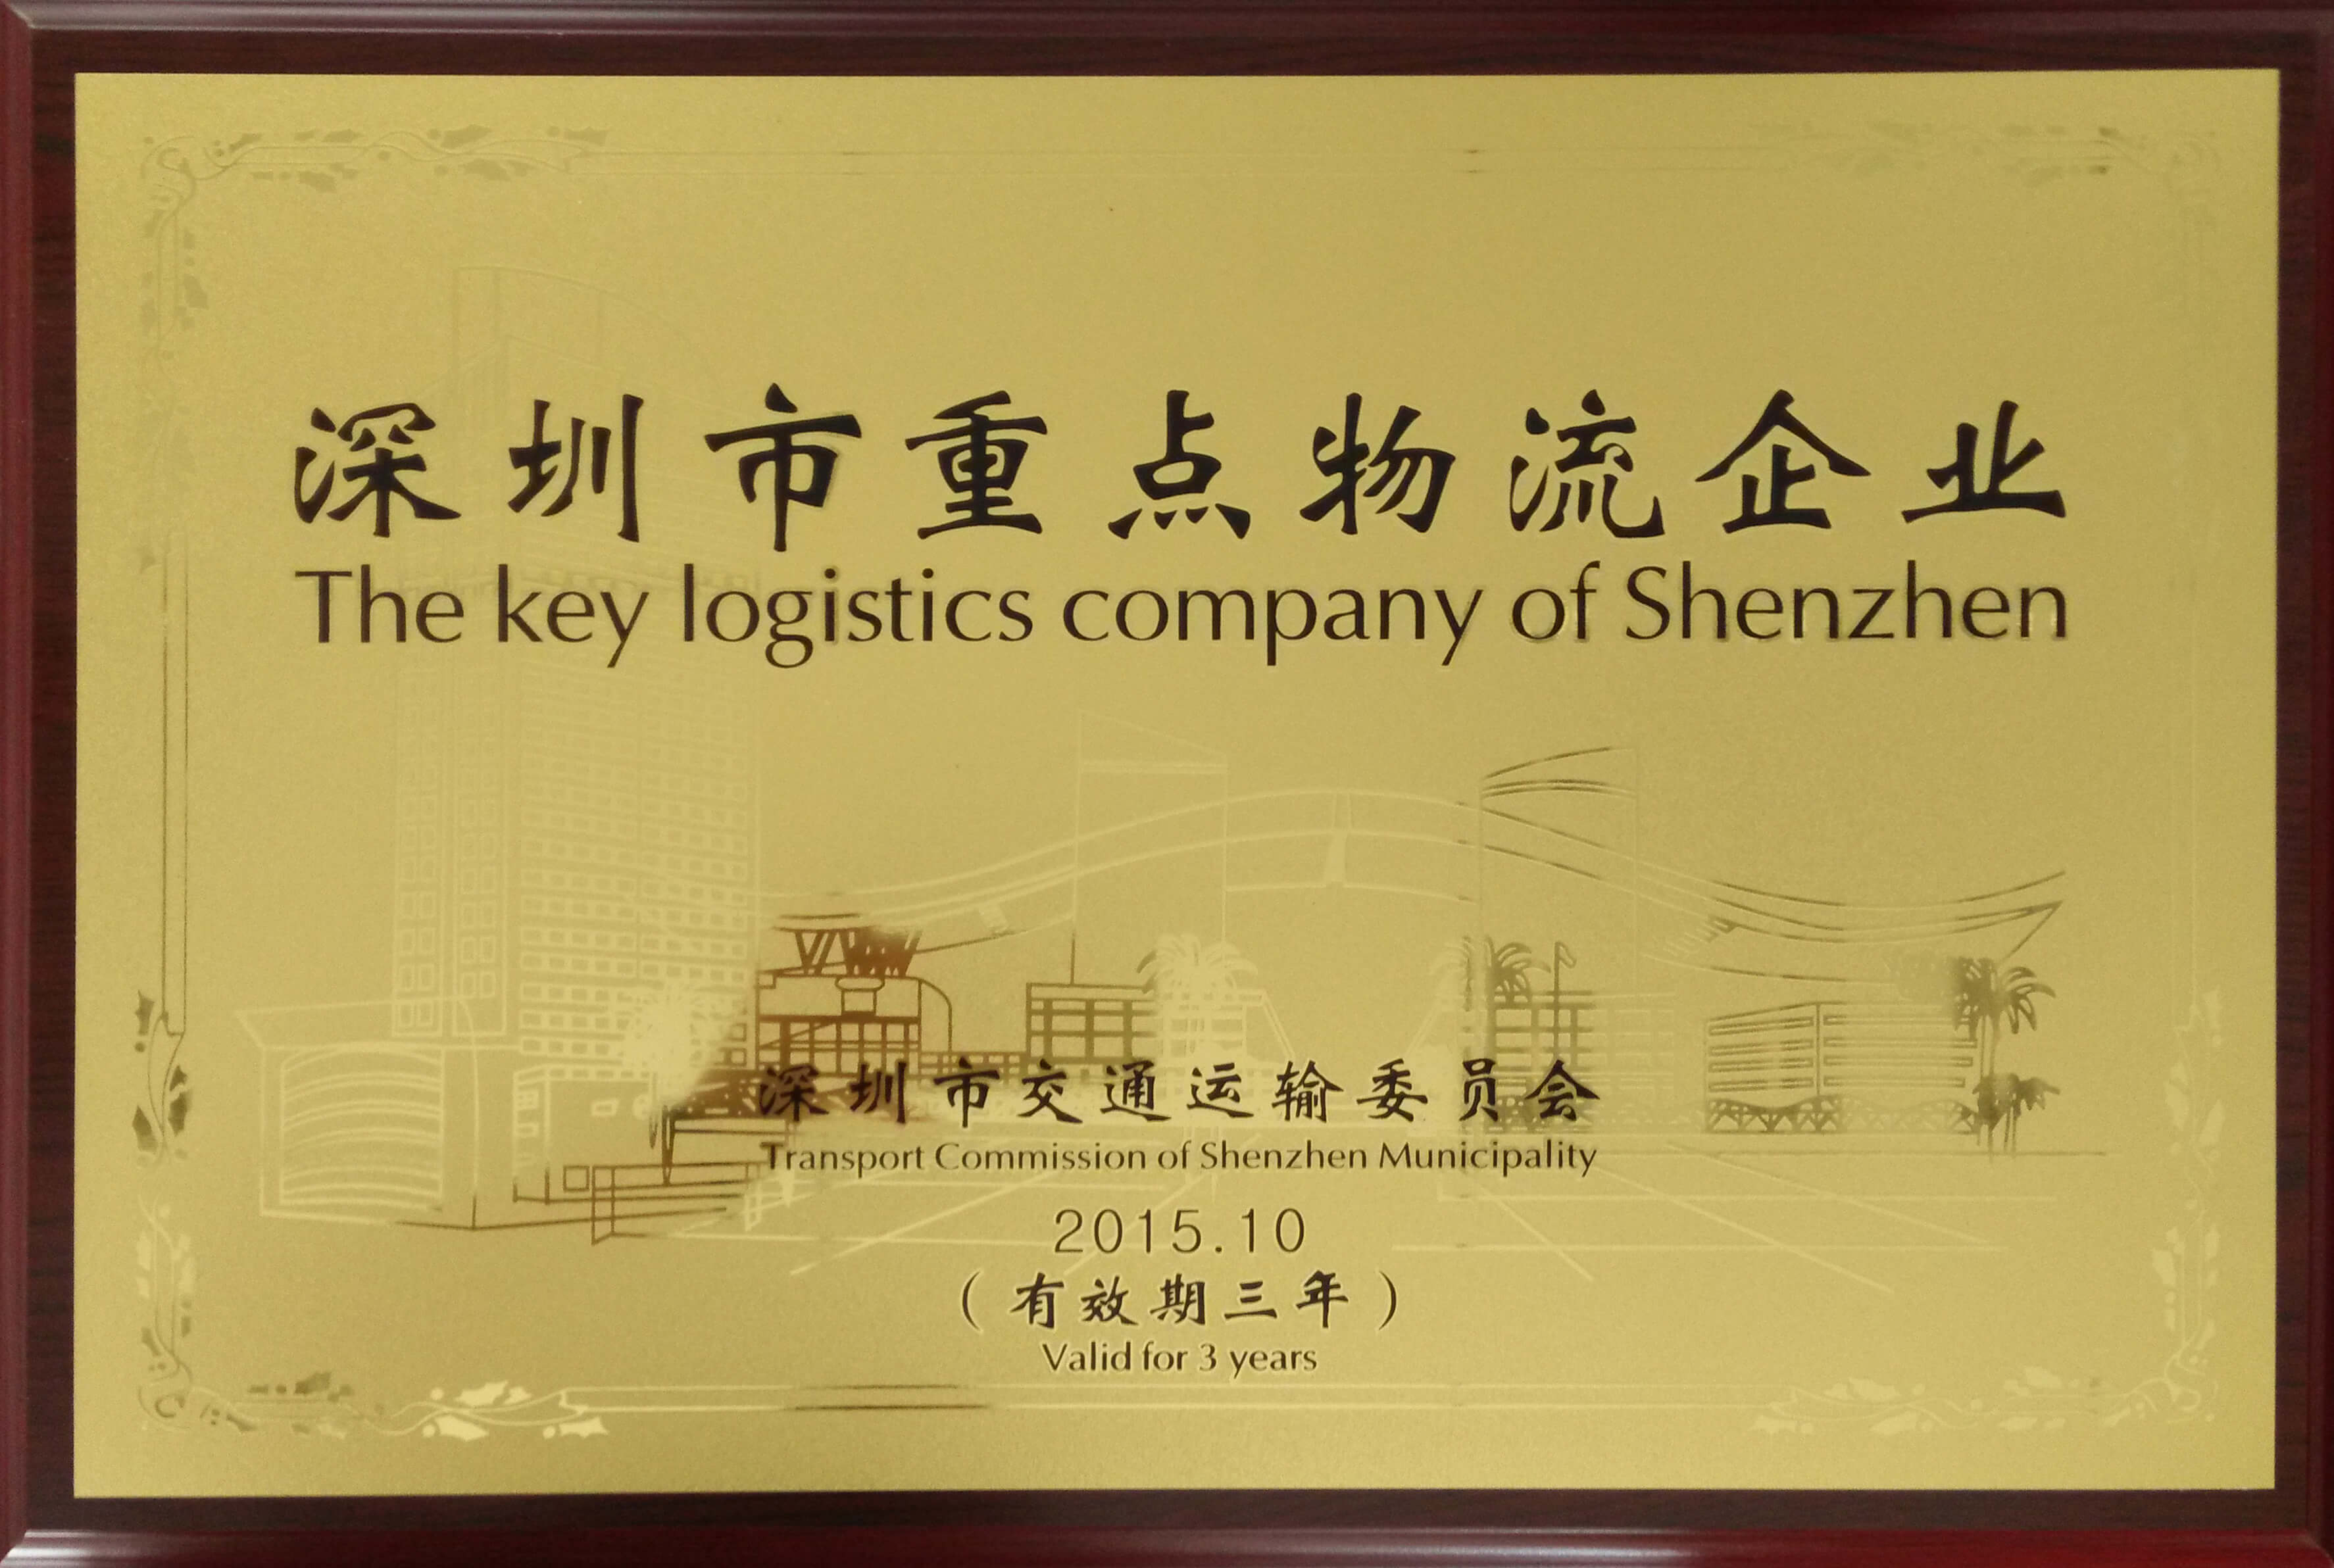 深圳市重点物流企业
The key logistics company of Shenzhen
深圳市交通运输委员会
Transport Commission of Shenzhen Municipality
2015.10
（有效期三年）
Valid for 3 years